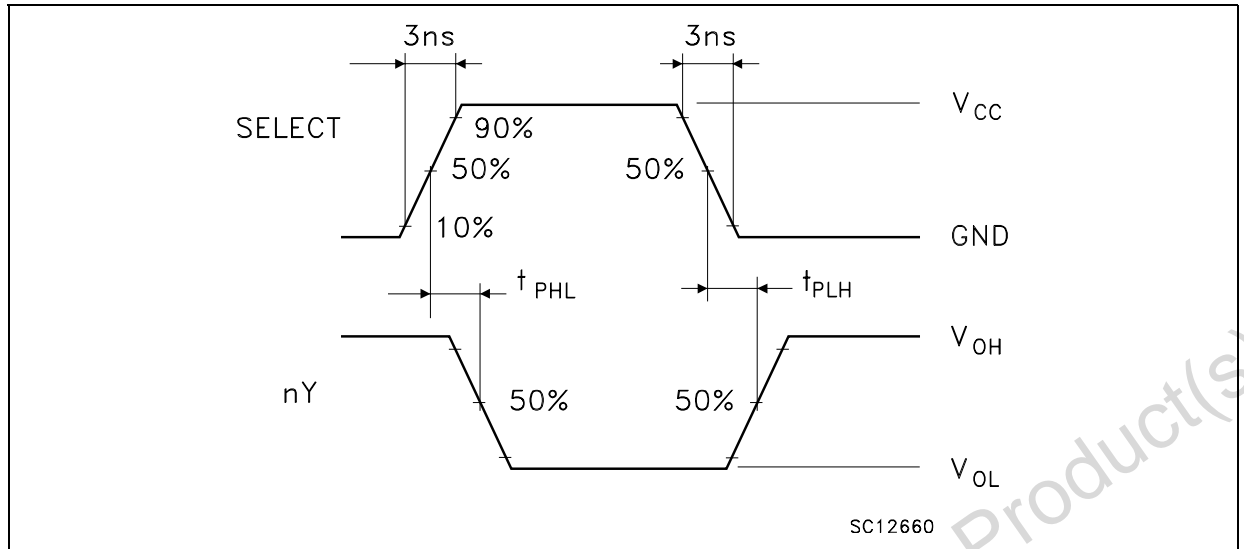 3ns 3ns
V CC
SELECT
90%
50% 50%
10%
GND
t PHL t PLH
V OH
nY
50% 50%
V OL
SC12660
Product(s)